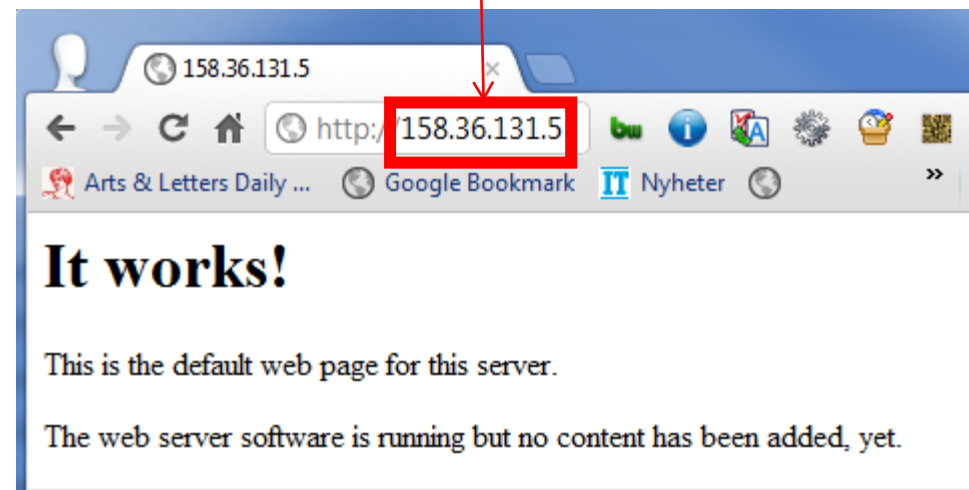 158.36.131.5
http://158.36.131.5 bw i A
Arts & Letters Daily ... Google Bookmark IT Nyheter »
It works!
This is the default web page for this server.
The web server software is running but no content has been added, yet.